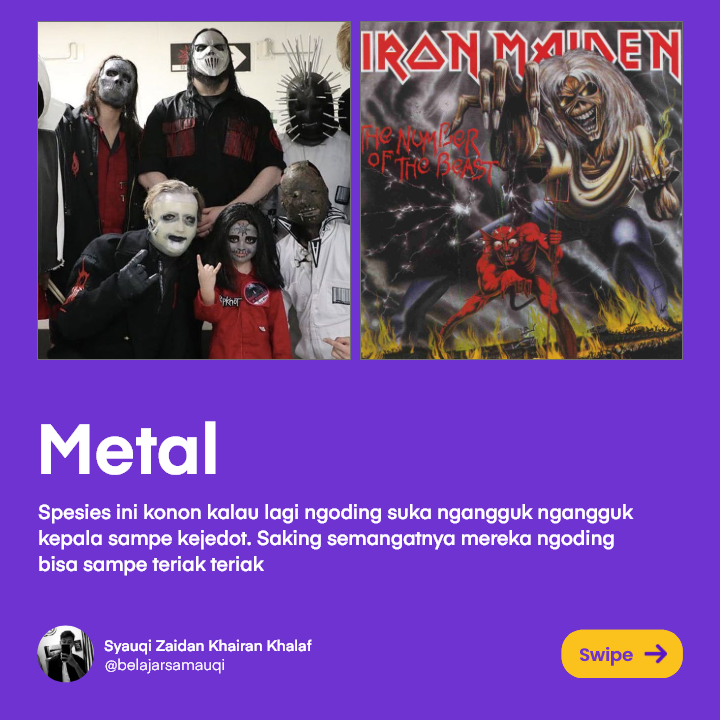 IRON MAIDEN
THE NUMBER
OF THE BEAST
Metal
Spesies ini konon kalau lagi ngoding suka ngangguk ngangguk
kepala sampe kejedot. Saking semangatnya mereka ngoding
bisa sampe teriak teriak
Syauqi Zaidan Khairan Khalaf
@belajarsamauqi
Swipe